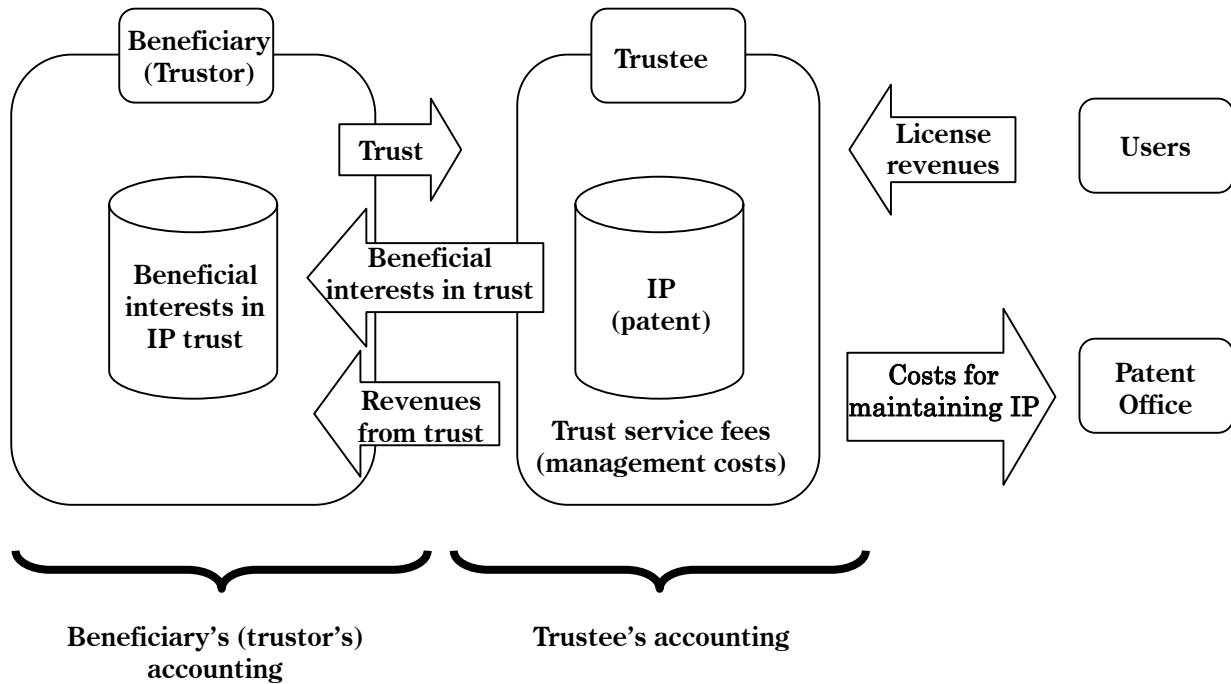 Beneficiary
(Trustor)
Trustee
Trust
License
revenues
Users
Beneficial
interests in
IP trust
Beneficial
interests in trust
IP
(patent)
Revenues
from trust
Costs for
maintaining IP
Patent
Office
Trust service fees
(management costs)
Beneficiary’s (trustor’s)
accounting
Trustee’s accounting